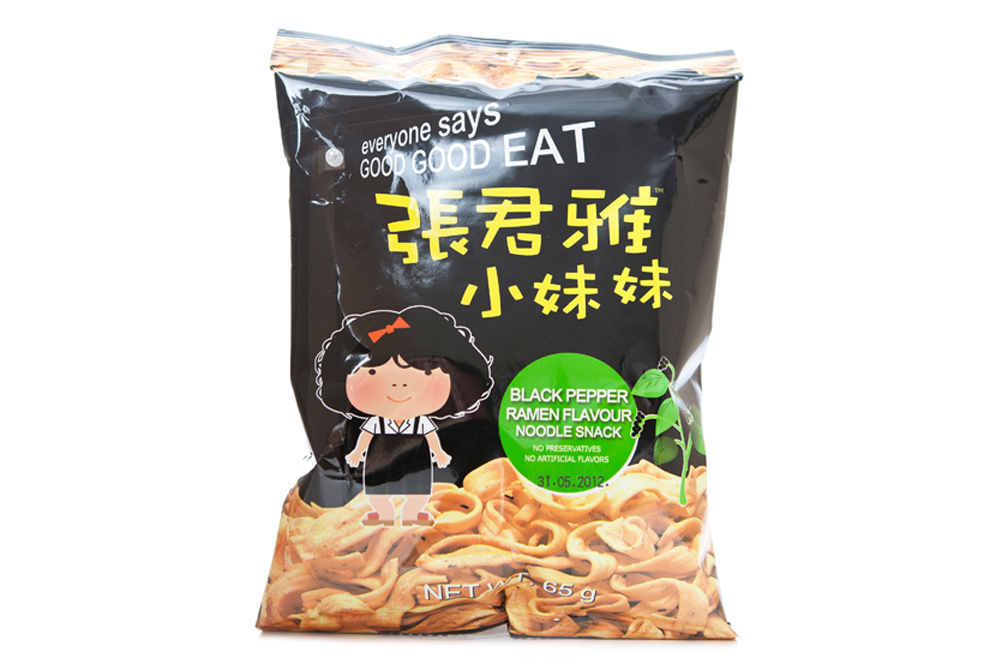 everyone says
GOOD GOOD EAT
張君雅™
小妹妹
BLACK PEPPER
RAMEN FLAVOUR
NOODLE SNACK
NO PRESERVATIVES
NO ARTIFICIAL FLAVORS
31.05.2012.
NET WT. 65 g